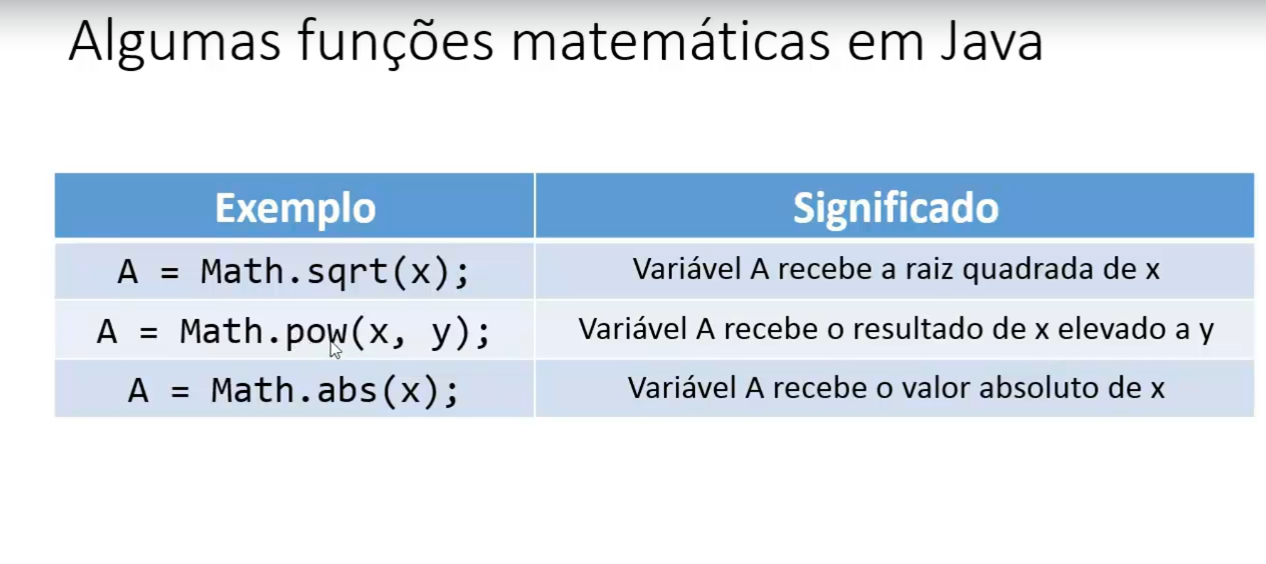 Algumas funções matemáticas em Java
Exemplo Significado
A = Math.sqrt(x); Variável A recebe a raiz quadrada de x
A = Math.pow(x, y); Variável A recebe o resultado de x elevado a y
A = Math.abs(x); Variável A recebe o valor absoluto de x